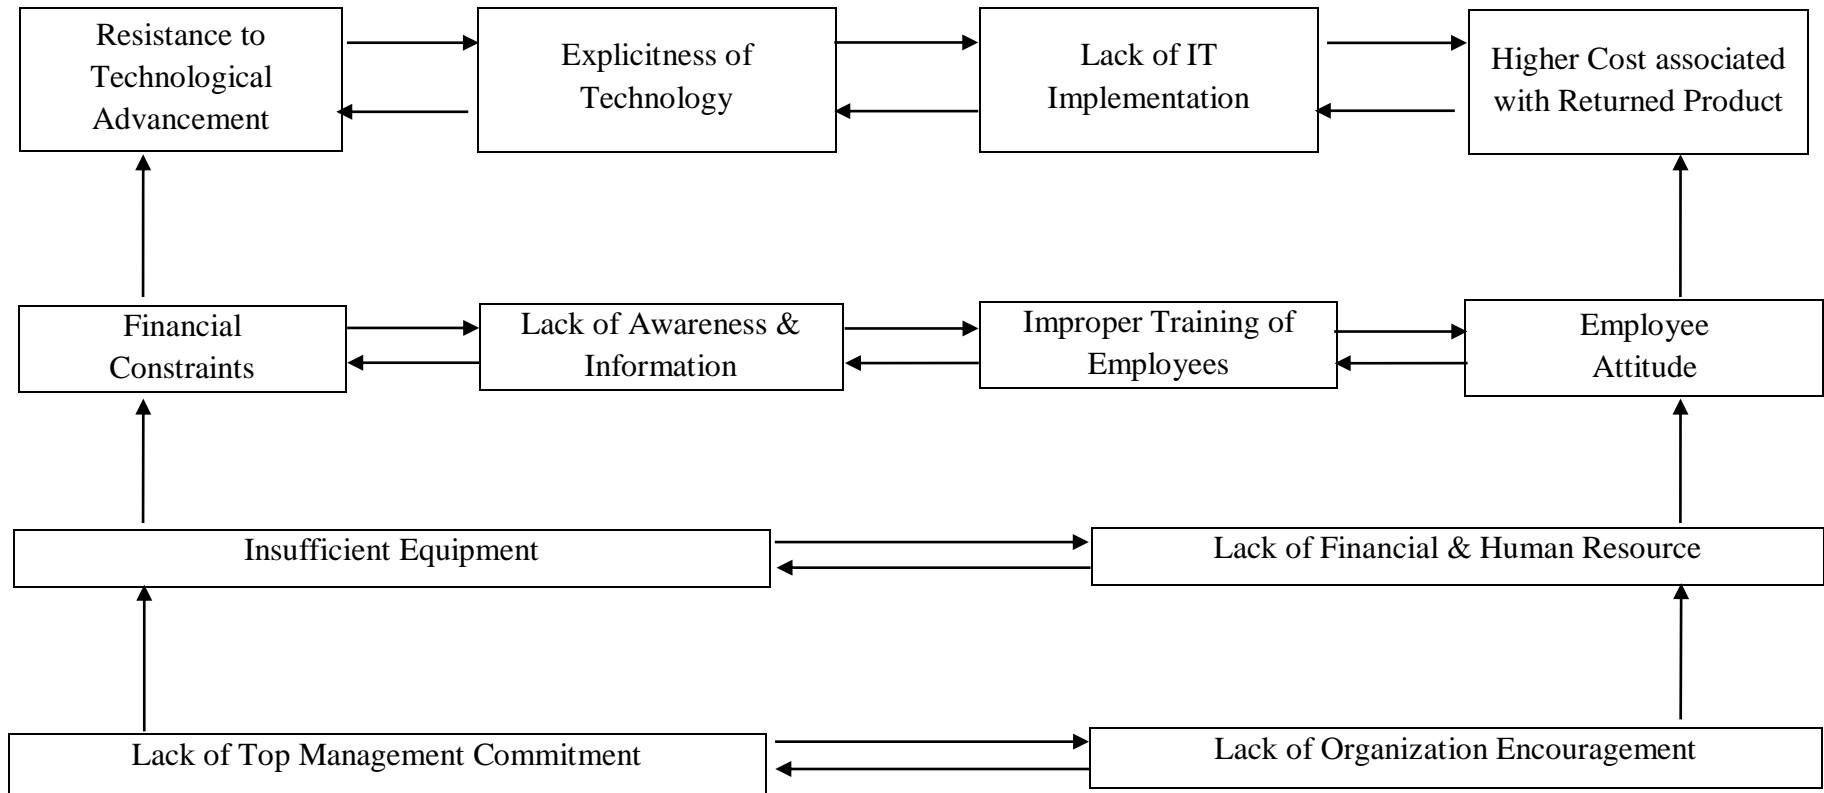 Resistance to
Technological
Advancement
Explicitness of
Technology
Lack of IT
Implementation
Higher Cost associated
with Returned Product
Financial
Constraints
Lack of Awareness &
Information
Improper Training of
Employees
Employee
Attitude
Insufficient Equipment
Lack of Financial & Human Resource
Lack of Top Management Commitment
Lack of Organization Encouragement